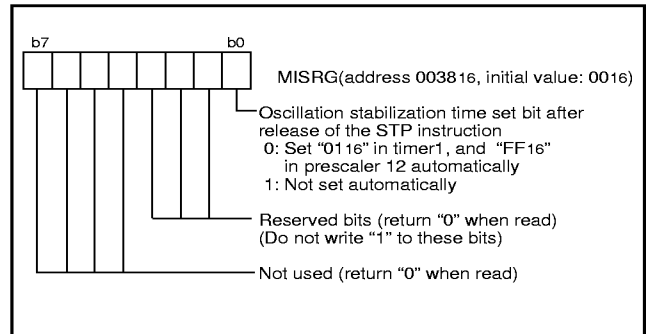 b7 b0
MISRG(address 003816, initial value: 0016)
Oscillation stabilization time set bit after
release of the STP instruction
0: Set “0116” in timer1, and “FF16”
in prescaler 12 automatically
1: Not set automatically
Reserved bits (return “0” when read)
(Do not write “1” to these bits)
Not used (return “0” when read)